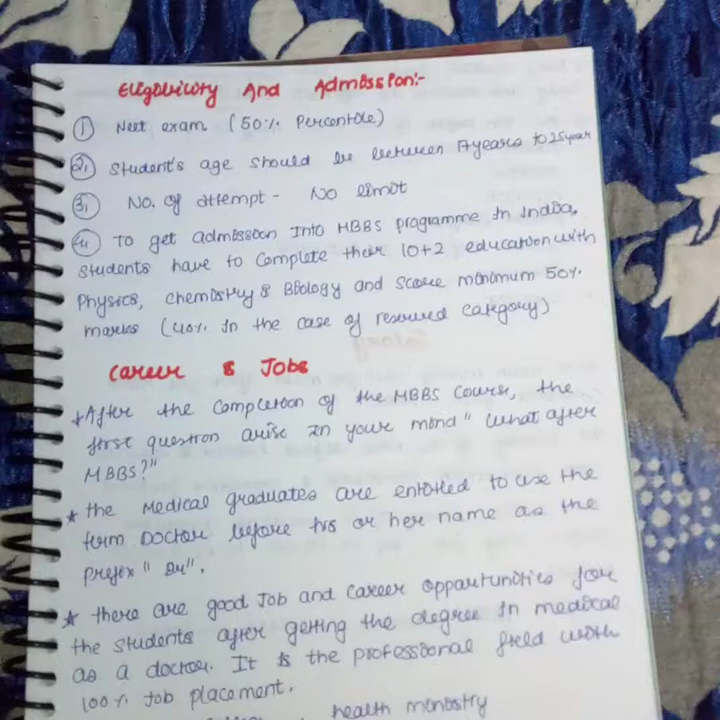 Eligibility And Admission:-
① Neet exam (50% Percentile)
②, Student's age should be between 17years to 25year
③, No. of attempt - No limit
④, To get admission Into MBBS programme In India,
students have to complete their 10+2 education with
Physics, chemistry & Biology and score minimum 50%.
marks (40% In the case of reserved category)
Career & Jobs
* After the completion of the MBBS course, the
first question arise In your mind " what after
MBBS?"
* the Medical graduates are entitled to use the
term Doctor before his or her name as the
prefix " Dr".
* there are good Job and career opportunities for
the students after getting the degree In medical
as a doctor. It is the professional field with
100% Job placement.
health ministry